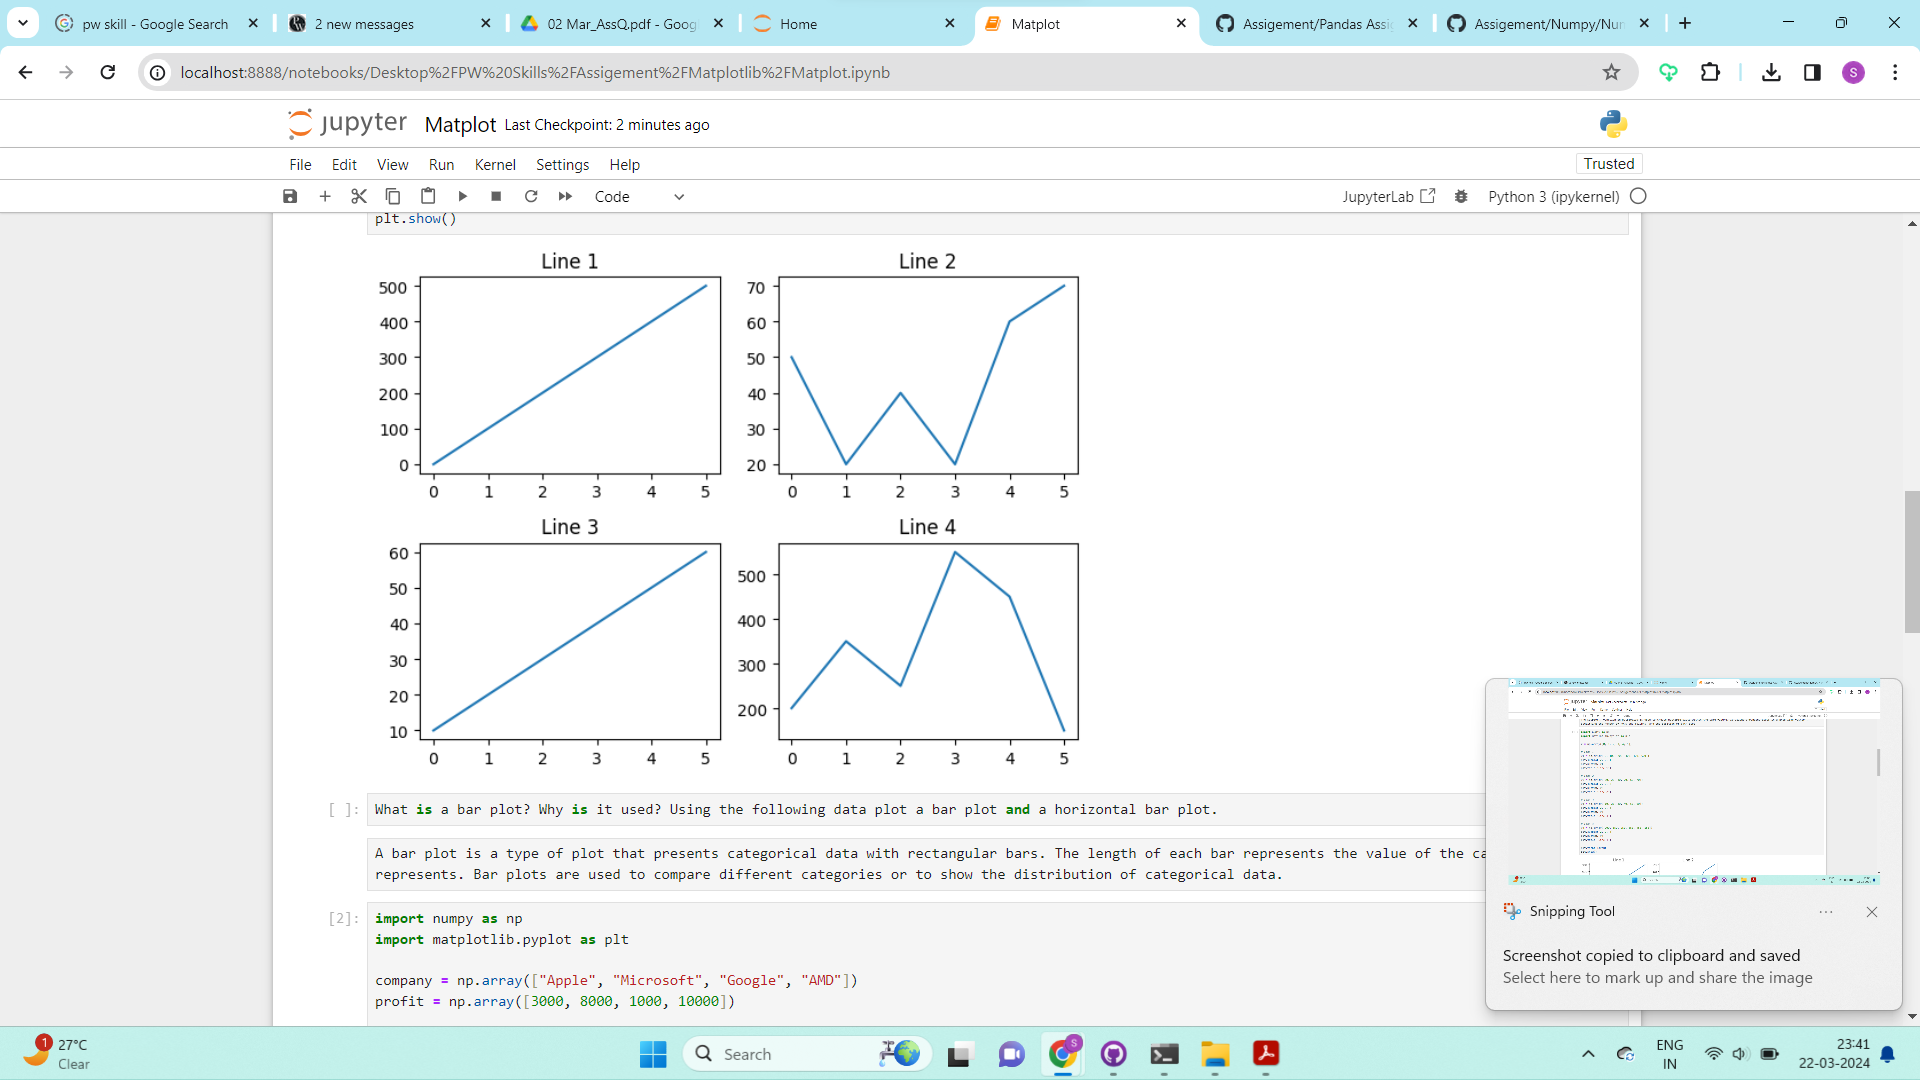 pw skill - Google Search
2 new messages
02 Mar_AssQ.pdf - Goog
Home
Matplot
Assigement/Pandas Assi
Assigement/Numpy/Nun
localhost:8888/notebooks/Desktop%2FPW%20Skills%2FAssigement%2FMatplotlib%2FMatplot.ipynb
S
jupyter Matplot Last Checkpoint: 2 minutes ago
File Edit View Run Kernel Settings Help
Trusted
Code
JupyterLab
Python 3 (ipykernel)
plt.show()
Line 1
500
400
300
200
100
0
0 1 2 3 4 5
Line 2
70
60
50
40
30
20
0 1 2 3 4 5
Line 3
60
50
40
30
20
10
0 1 2 3 4 5
Line 4
500
400
300
200
0 1 2 3 4 5
[ ]: What is a bar plot? Why is it used? Using the following data plot a bar plot and a horizontal bar plot.
A bar plot is a type of plot that presents categorical data with rectangular bars. The length of each bar represents the value of the ca
represents. Bar plots are used to compare different categories or to show the distribution of categorical data.
[2]: import numpy as np
import matplotlib.pyplot as plt
company = np.array(["Apple", "Microsoft", "Google", "AMD"])
profit = np.array([3000, 8000, 1000, 10000])
Snipping Tool
Screenshot copied to clipboard and saved
Select here to mark up and share the image
1
27°C
Clear
Search
S
ENG
IN
23:41
22-03-2024